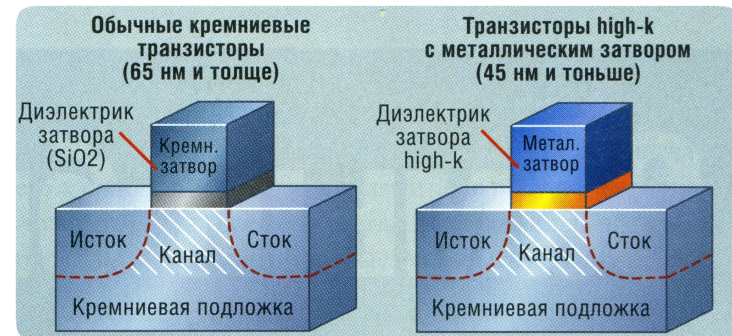 Обычные кремниевые
транзисторы
(65 нм и толще)
Диэлектрик
затвора
(SiO2)
Кремн.
затвор
Исток
Канал
Сток
Кремниевая подложка
Транзисторы high-k
с металлическим затвором
(45 нм и тоньше)
Диэлектрик
затвора
high-k
Метал.
затвор
Исток
Канал
Сток
Кремниевая подложка